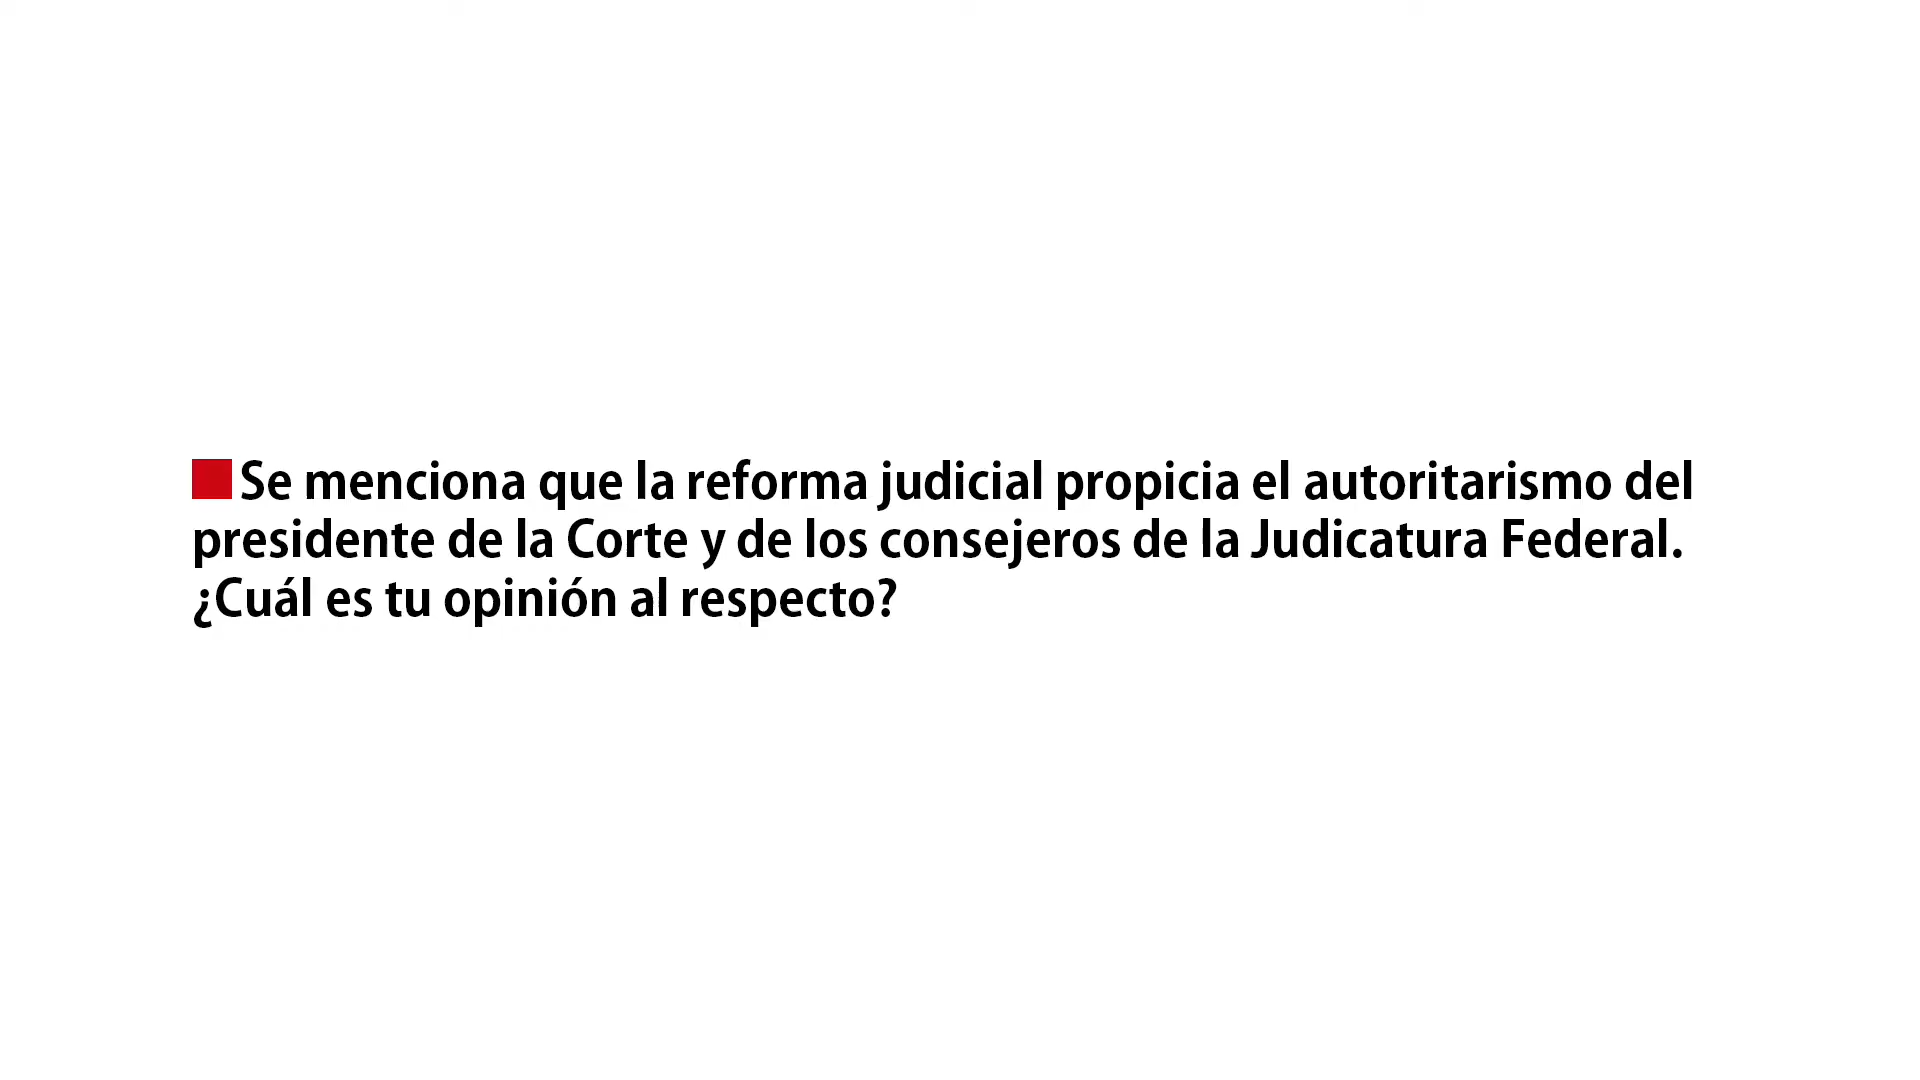 Se menciona que la reforma judicial propicia el autoritarismo del
presidente de la Corte y de los consejeros de la Judicatura Federal.
¿Cuál es tu opinión al respecto?